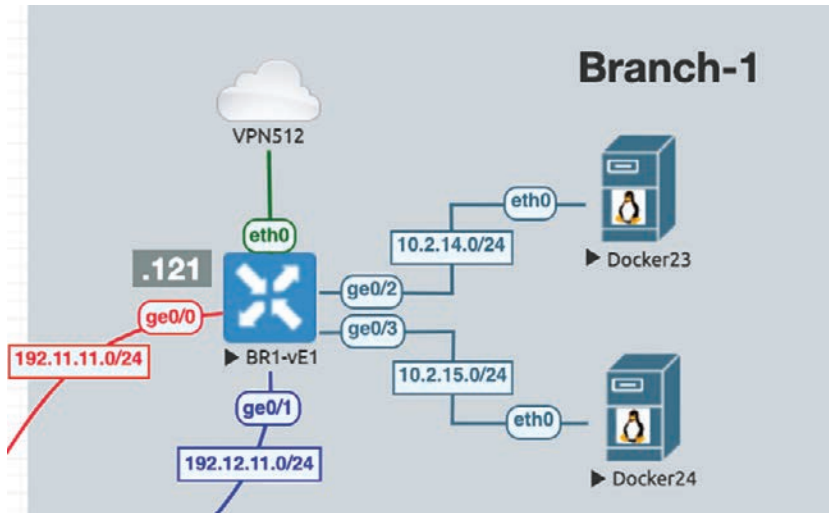 Branch-1
VPN512
eth0
eth0
10.2.14.0/24
Docker23
.121
ge0/2
ge0/0
ge0/3
192.11.11.0/24
BR1-vE1
10.2.15.0/24
ge0/1
eth0
192.12.11.0/24
Docker24